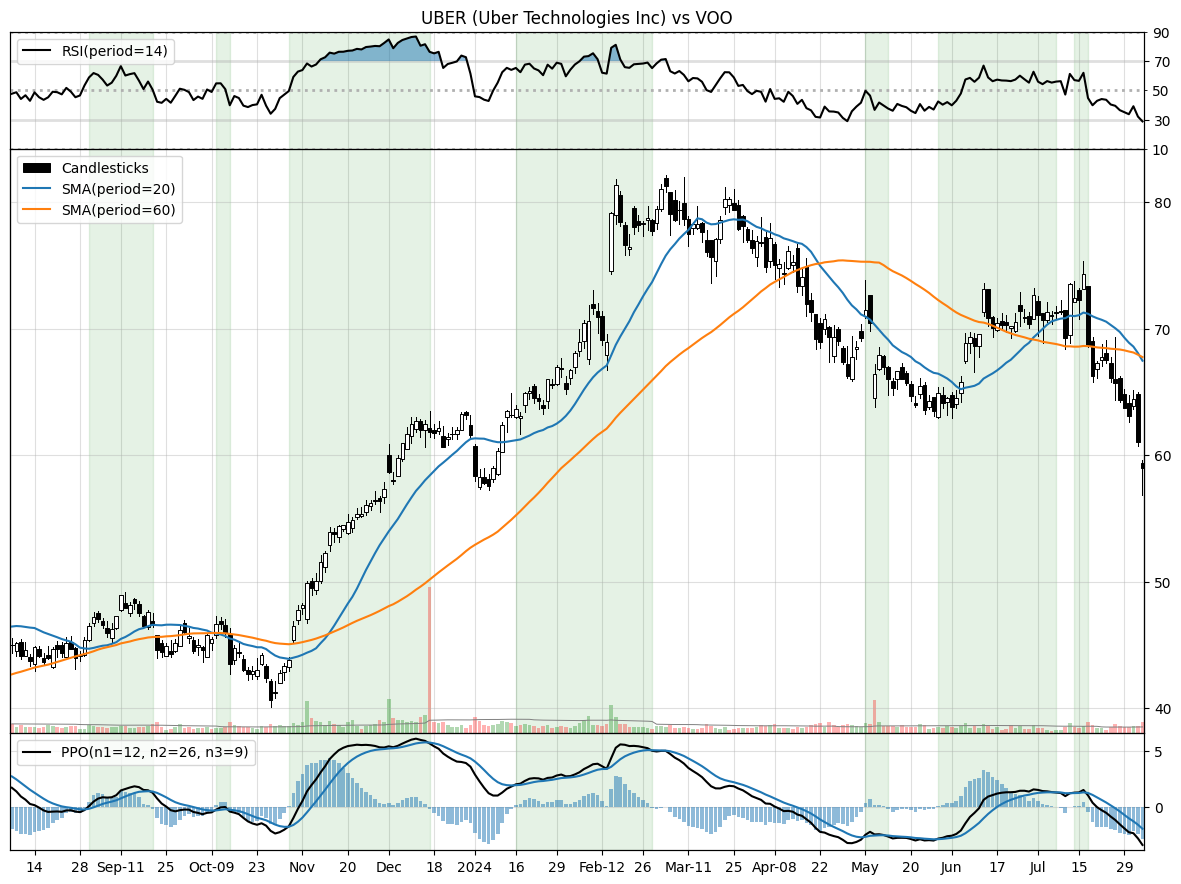 UBER (Uber Technologies Inc) vs VOO
RSI(period=14)
90
70
50
30
10
Candlesticks
SMA(period=20)
SMA(period=60)
80
70
60
50
40
PPO(n1=12, n2=26, n3=9)
5
0
14 28 Sep-11 25 Oct-09 23 Nov 20 Dec 18 2024 16 29 Feb-12 26 Mar-11 25 Apr-08 22 May 20 Jun 17 Jul 15 29